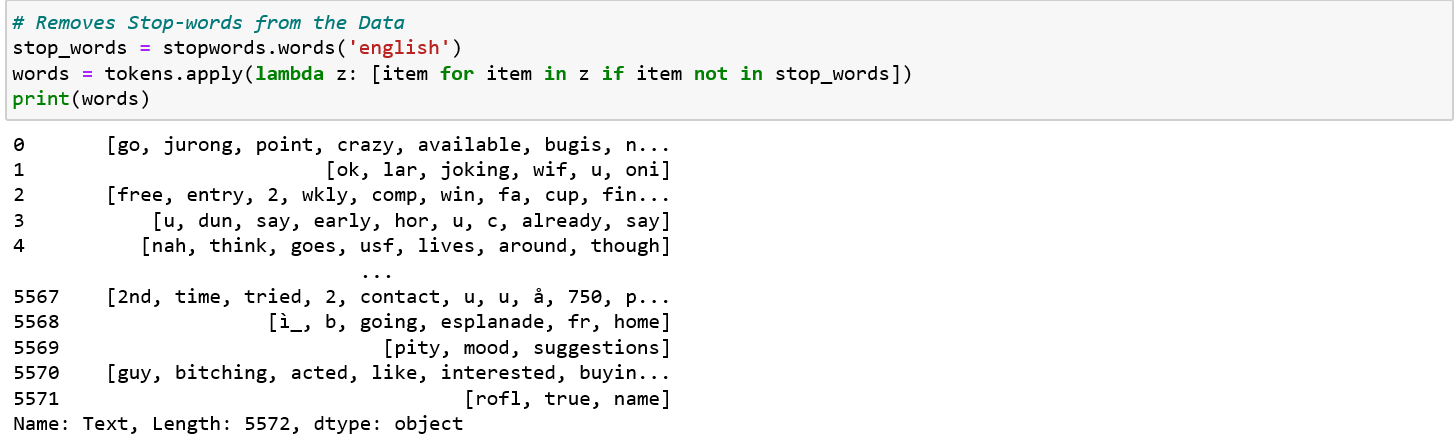 # Removes Stop-words from the Data
stop_words = stopwords.words('english')
words = tokens.apply(lambda z: [item for item in z if item not in stop_words])
print(words)
0       [go, jurong, point, crazy, available, bugis, n...
1                          [ok, lar, joking, wif, u, oni]
2       [free, entry, 2, wkly, comp, win, fa, cup, fin...
3           [u, dun, say, early, hor, u, c, already, say]
4          [nah, think, goes, usf, lives, around, though]
                              ...
5567    [2nd, time, tried, 2, contact, u, u, å, 750, p...
5568                  [ì_, b, going, esplanade, fr, home]
5569                            [pity, mood, suggestions]
5570    [guy, bitching, acted, like, interested, buyin...
5571                                   [rofl, true, name]
Name: Text, Length: 5572, dtype: object